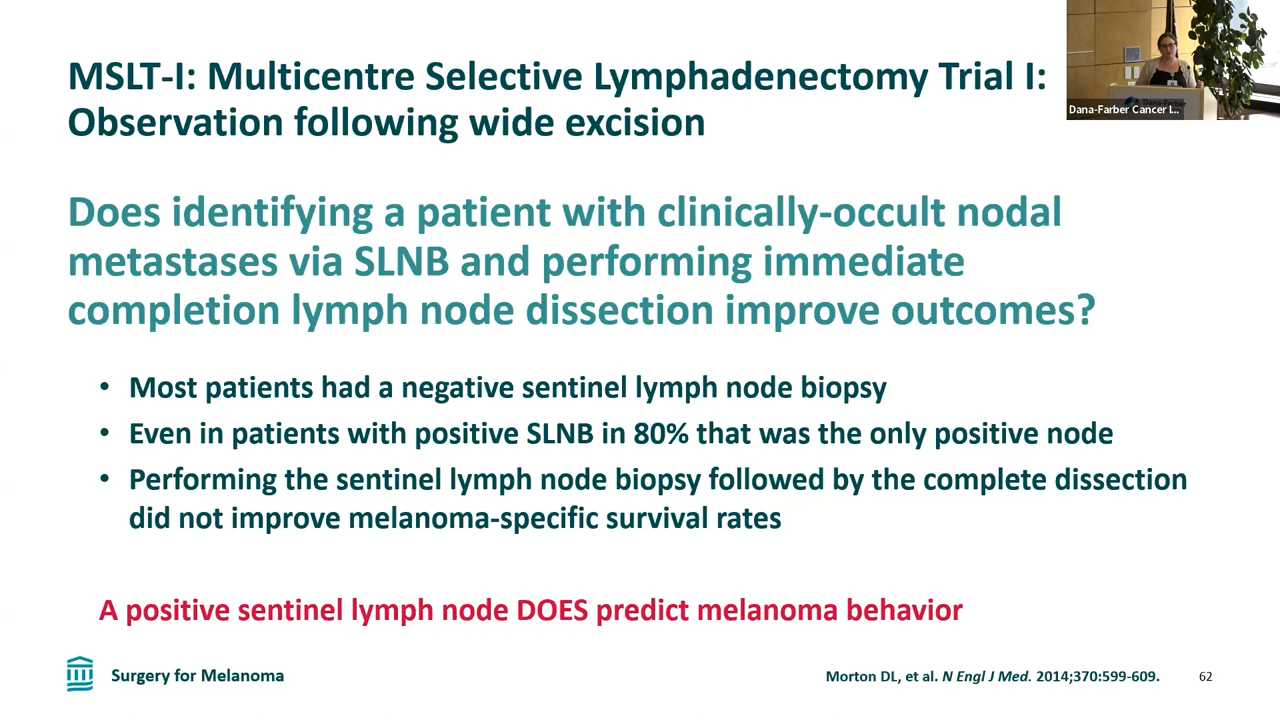 MSLT-I: Multicentre Selective Lymphadenectomy Trial I:
Observation following wide excision
Dana-Farber Cancer I...
Does identifying a patient with clinically-occult nodal
metastases via SLNB and performing immediate
completion lymph node dissection improve outcomes?
• Most patients had a negative sentinel lymph node biopsy
• Even in patients with positive SLNB in 80% that was the only positive node
• Performing the sentinel lymph node biopsy followed by the complete dissection
did not improve melanoma-specific survival rates
A positive sentinel lymph node DOES predict melanoma behavior
Surgery for Melanoma
Morton DL, et al. N Engl J Med. 2014;370:599-609.
62